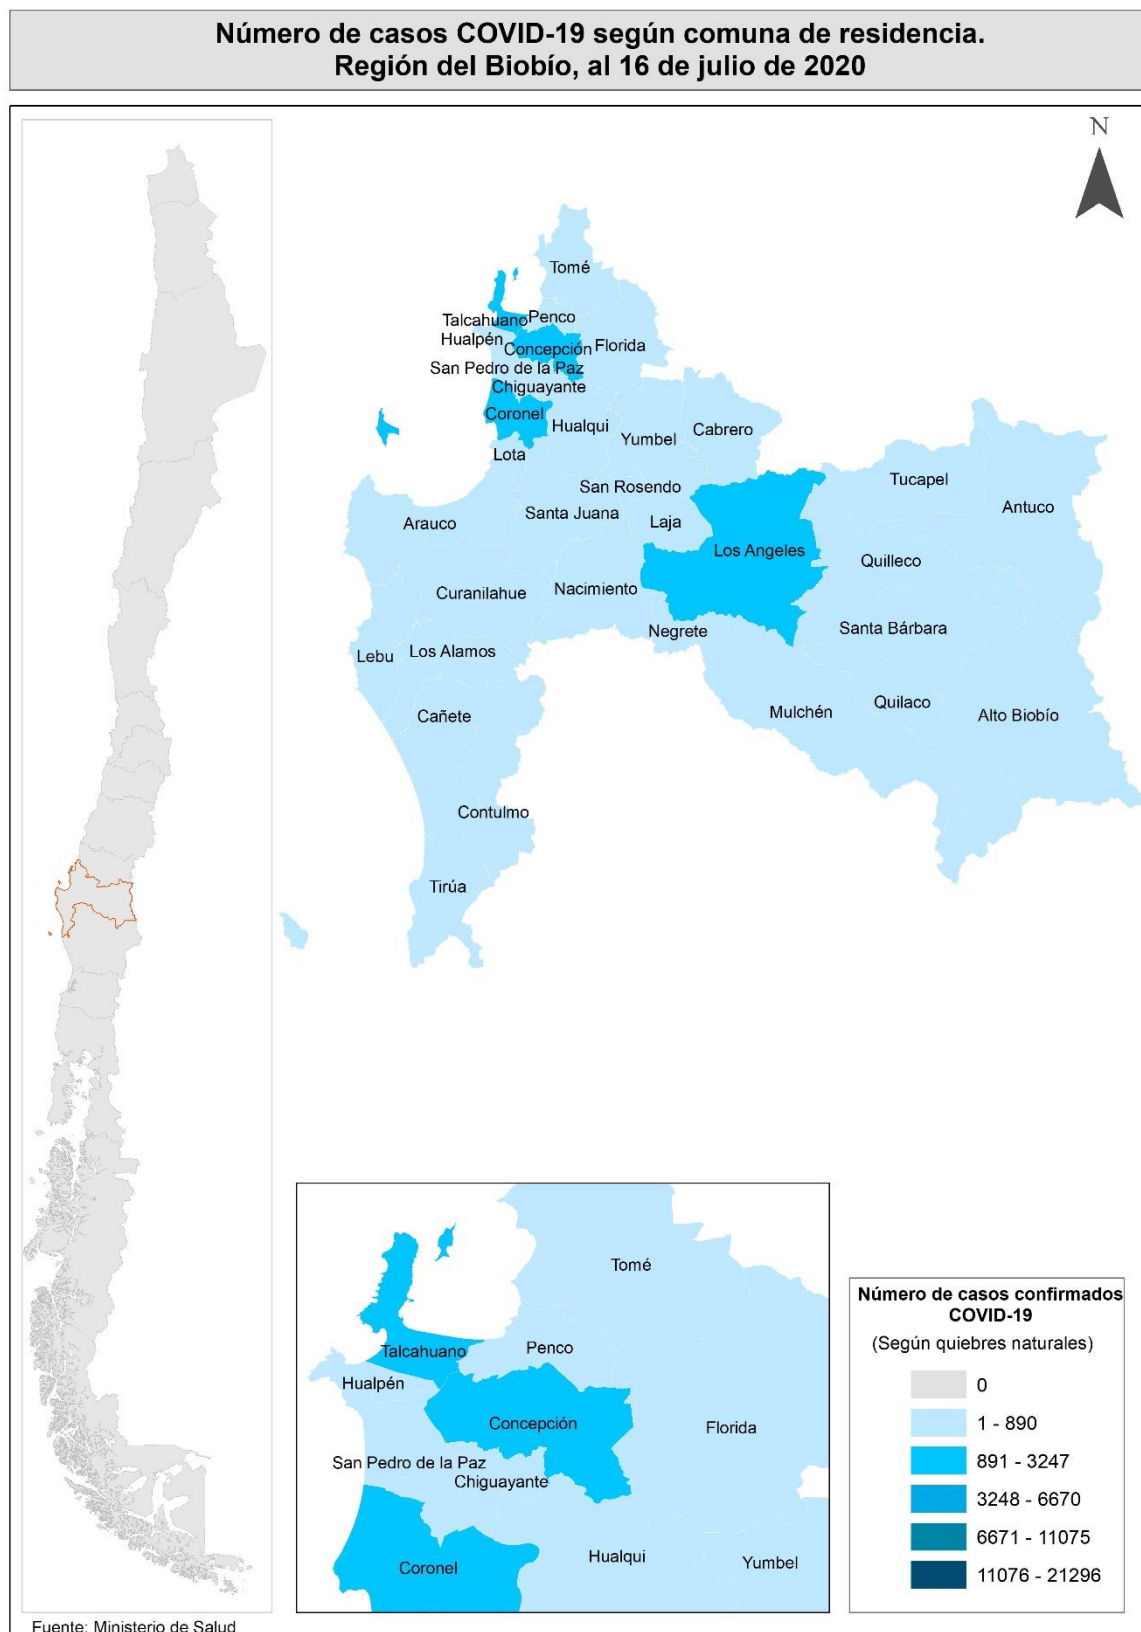 Número de casos COVID-19 según comuna de residencia.
Región del Biobío, al 16 de julio de 2020
N
Tomé
Talcahuano
Penco
Hualpén
Concepción
Florida
San Pedro de la Paz
Chiguayante
Coronel
Hualqui
Yumbel
Cabrero
Lota
Tucapel
San Rosendo
Antuco
Arauco
Santa Juana
Laja
Los Angeles
Quilleco
Curanilahue
Nacimiento
Negrete
Santa Bárbara
Lebu
Los Alamos
Cañete
Mulchén
Quilaco
Alto Biobío
Contulmo
Tirúa
Tomé
Talcahuano
Penco
Hualpén
Concepción
Florida
San Pedro de la Paz
Chiguayante
Coronel
Hualqui
Yumbel
Número de casos confirmados
COVID-19
(Según quiebres naturales)
0
1 - 890
891 - 3247
3248 - 6670
6671 - 11075
11076 - 21296
Fuente: Ministerio de Salud